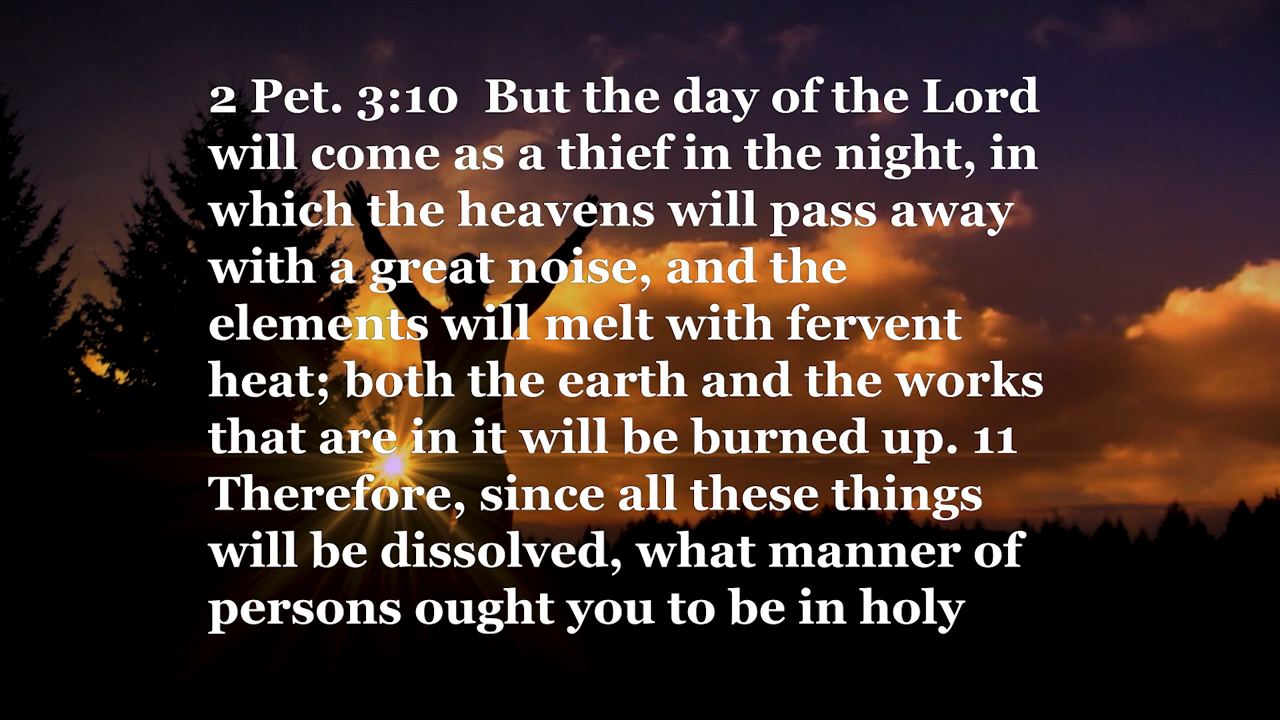 2 Pet. 3:10  But the day of the Lord
will come as a thief in the night, in
which the heavens will pass away
with a great noise, and the
elements will melt with fervent
heat; both the earth and the works
that are in it will be burned up. 11
Therefore, since all these things
will be dissolved, what manner of
persons ought you to be in holy